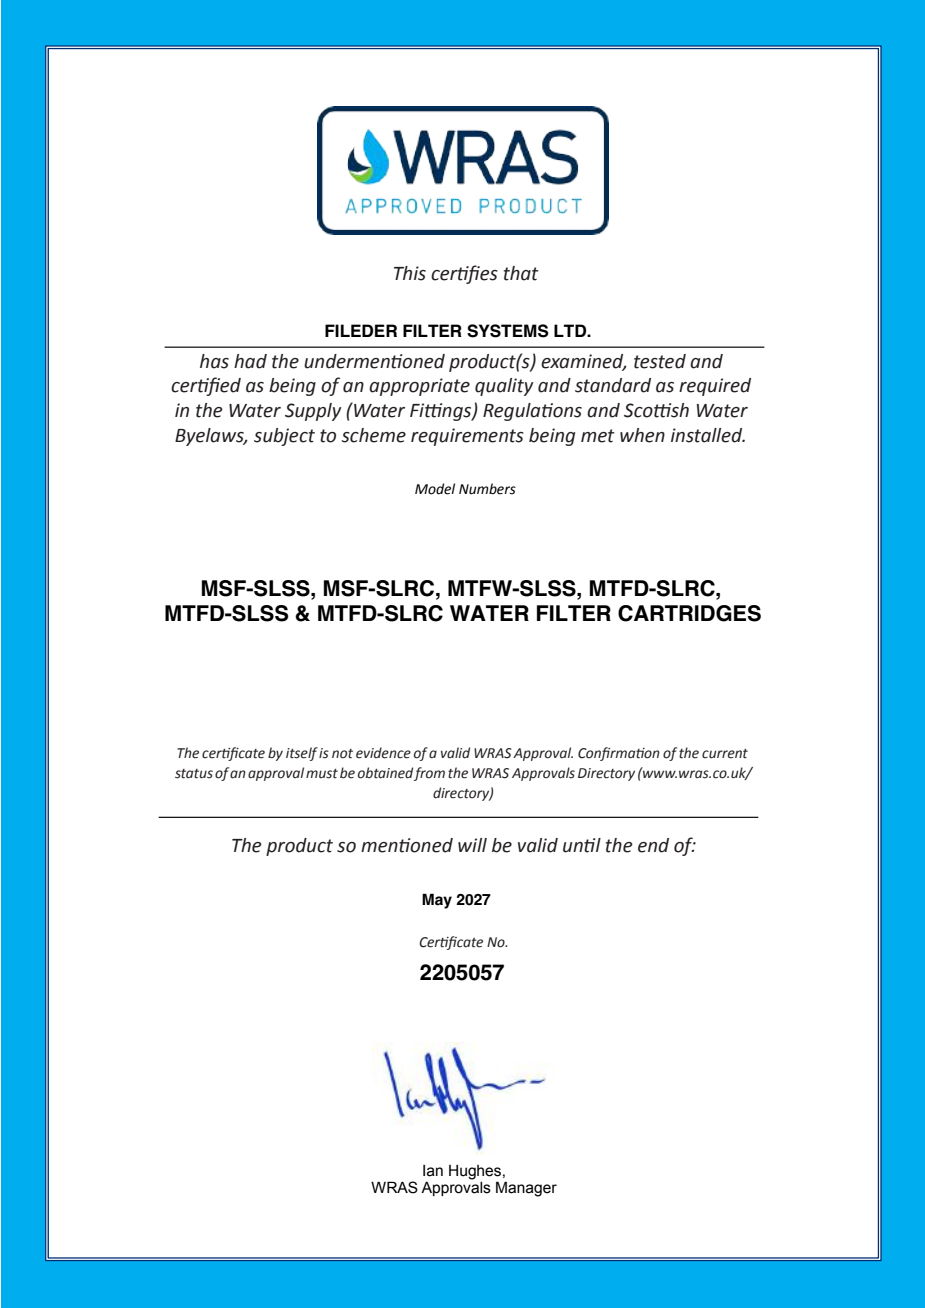 WRAS
APPROVED PRODUCT
This certifies that
FILEDER FILTER SYSTEMS LTD.
has had the undermentioned product(s) examined, tested and
certified as being of an appropriate quality and standard as required
in the Water Supply (Water Fittings) Regulations and Scottish Water
Byelaws, subject to scheme requirements being met when installed.
Model Numbers
MSF-SLSS, MSF-SLRC, MTFW-SLSS, MTFD-SLRC,
MTFD-SLSS & MTFD-SLRC WATER FILTER CARTRIDGES
The certificate by itself is not evidence of a valid WRAS Approval. Confirmation of the current
status of an approval must be obtained from the WRAS Approvals Directory (www.wras.co.uk/
directory)
The product so mentioned will be valid until the end of:
May 2027
Certificate No.
2205057
Ian Hughes,
WRAS Approvals Manager